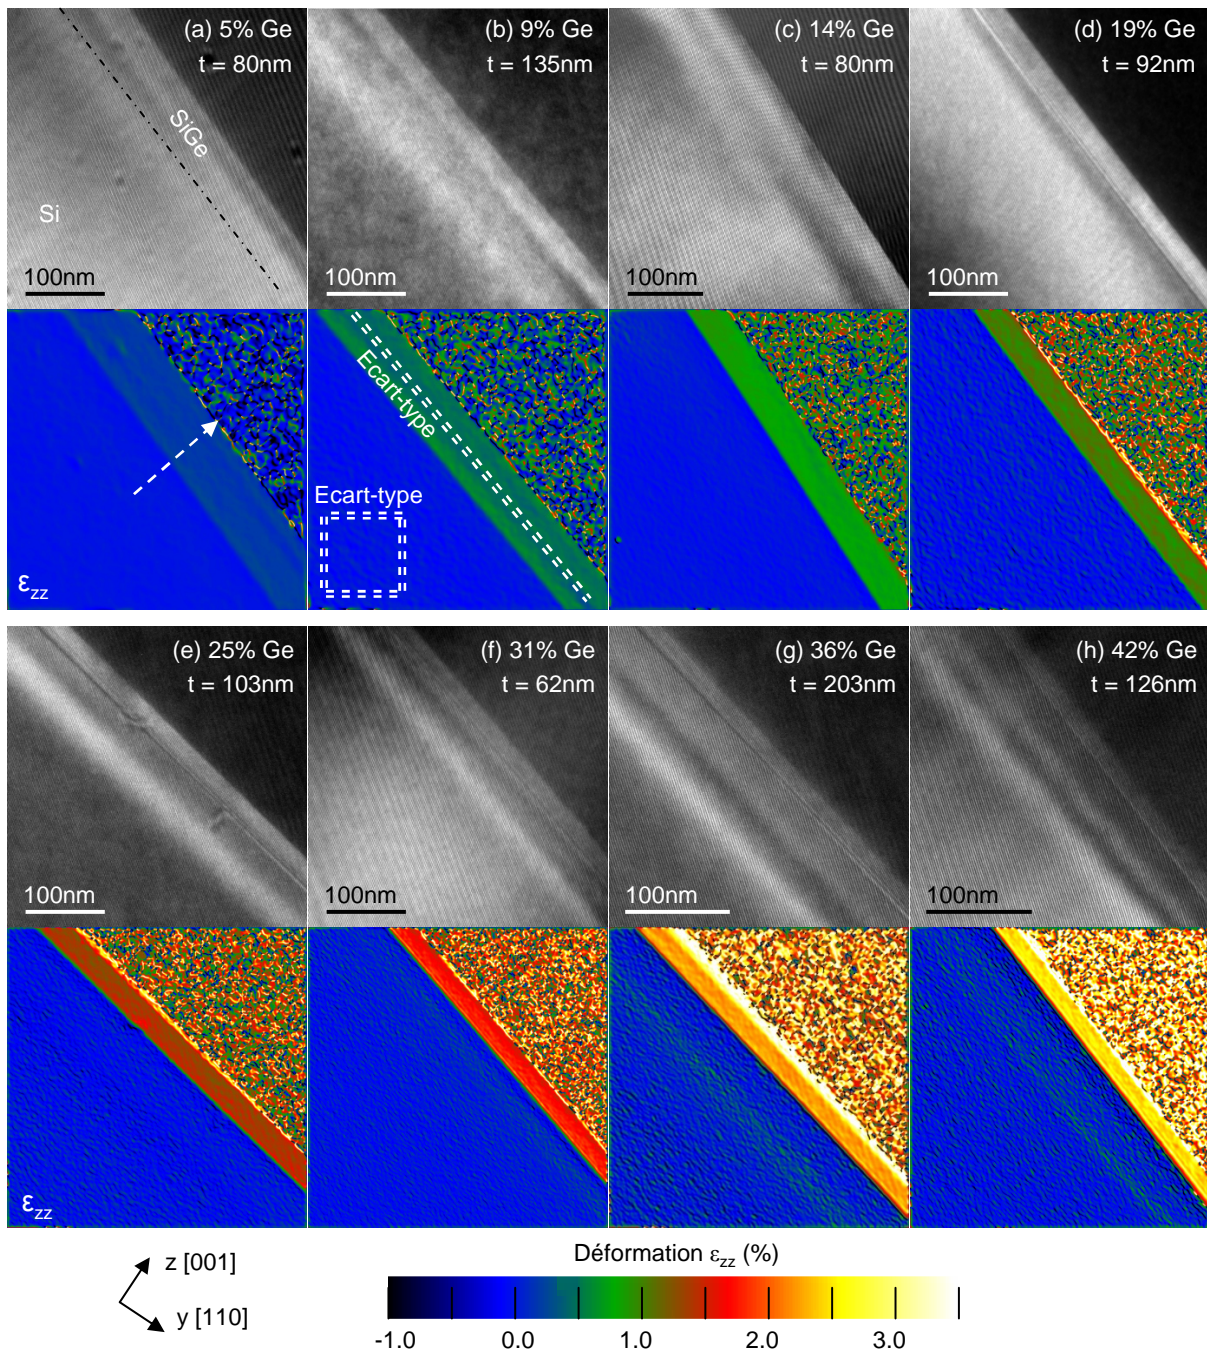 (a) 5% Ge
t = 80nm
SiGe
Si
100nm
(b) 9% Ge
t = 135nm
100nm
(c) 14% Ge
t = 80nm
100nm
(d) 19% Ge
t = 92nm
100nm
εzz
Ecart-type
Ecart-type
(e) 25% Ge
t = 103nm
100nm
(f) 31% Ge
t = 62nm
100nm
(g) 36% Ge
t = 203nm
100nm
(h) 42% Ge
t = 126nm
100nm
εzz
z [001]
y [110]
Déformation εzz (%)
-1.0 0.0 1.0 2.0 3.0